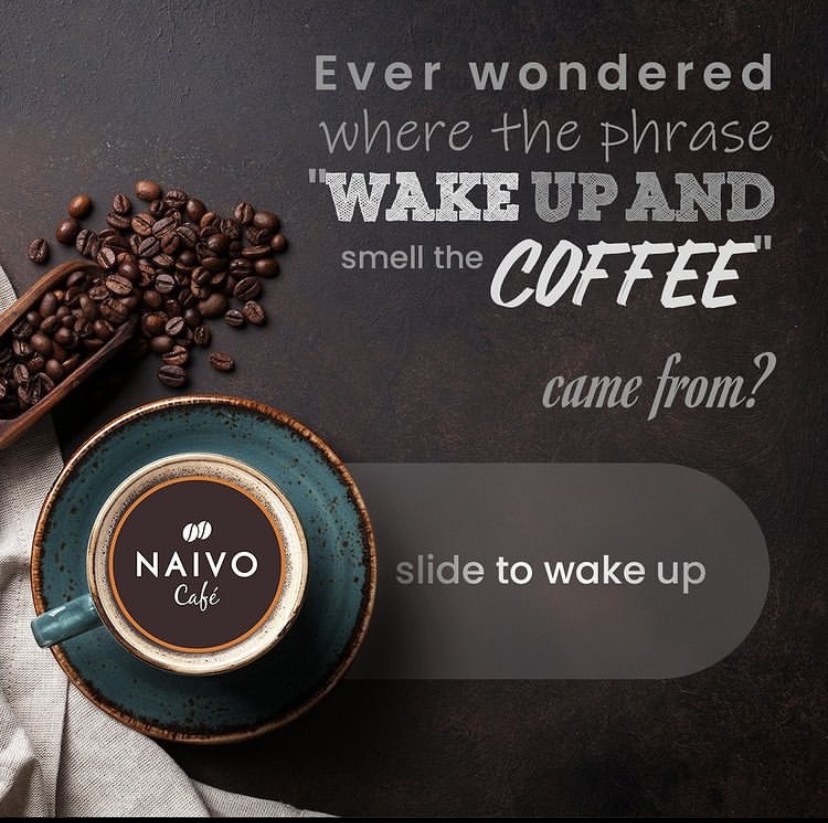 Ever wondered
where the phrase
"WAKE UP AND
smell the COFFEE"
came from?
slide to wake up
NAIVO
Café